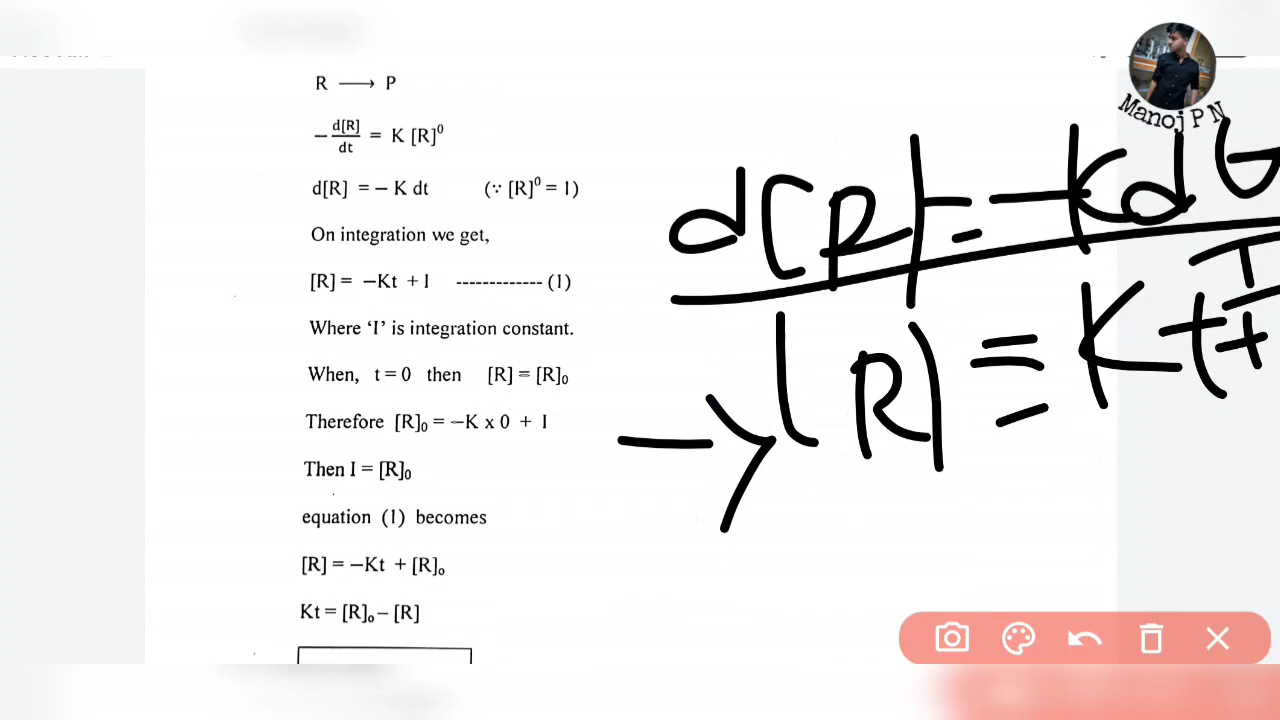 R ⟶ P
− d[R]/dt = K [R]⁰
d[R] = − K dt (∵ [R]⁰ = 1)
On integration we get,
[R] = −Kt + I ------------- (1)
Where ‘I’ is integration constant.
When, t = 0 then [R] = [R]₀
Therefore [R]₀ = −K x 0 + I
Then I = [R]₀
equation (1) becomes
[R] = −Kt + [R]₀
Kt = [R]₀ − [R]
Manoj P N
d[R] = −Kd
→ [R] = Kt + I